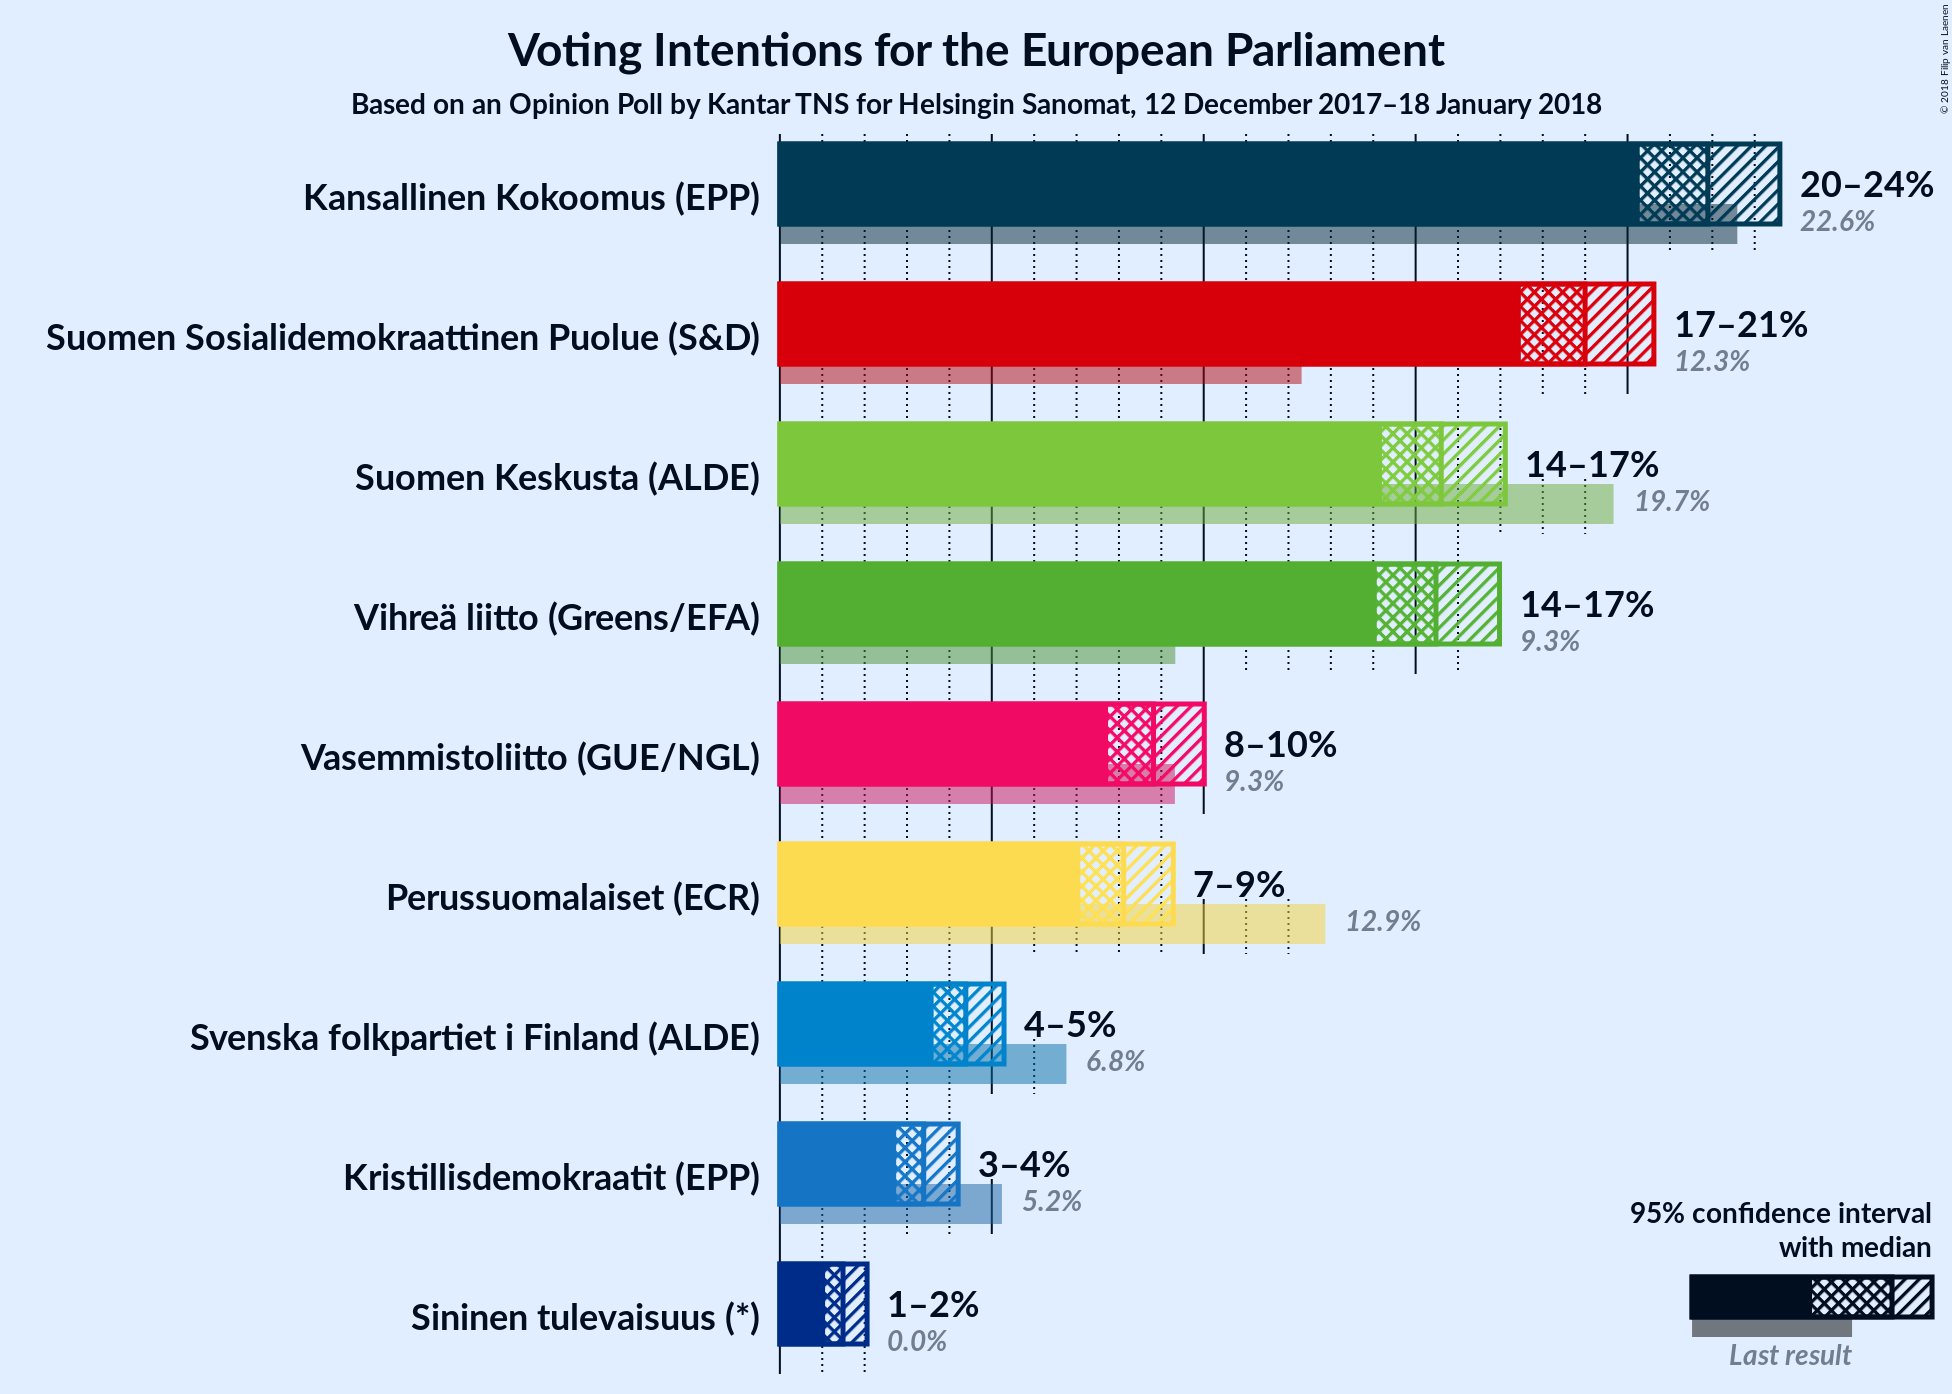 Voting Intentions for the European Parliament
Based on an Opinion Poll by Kantar TNS for Helsingin Sanomat, 12 December 2017–18 January 2018
© 2018 Filip van Laenen
Kansallinen Kokoomus (EPP)
20–24%
22.6%
Suomen Sosialidemokraattinen Puolue (S&D)
17–21%
12.3%
Suomen Keskusta (ALDE)
14–17%
19.7%
Vihreä liitto (Greens/EFA)
14–17%
9.3%
Vasemmistoliitto (GUE/NGL)
8–10%
9.3%
Perussuomalaiset (ECR)
7–9%
12.9%
Svenska folkpartiet i Finland (ALDE)
4–5%
6.8%
Kristillisdemokraatit (EPP)
3–4%
5.2%
Sininen tulevaisuus (*)
1–2%
0.0%
95% confidence interval
with median
Last result